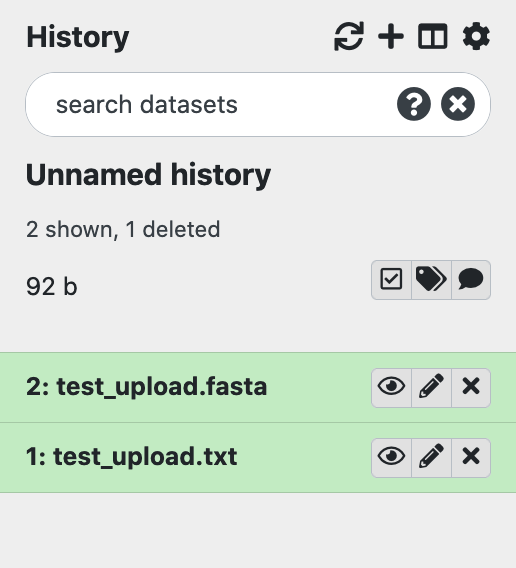 History
search datasets
Unnamed history
2 shown, 1 deleted
92 b
2: test_upload.fasta
1: test_upload.txt